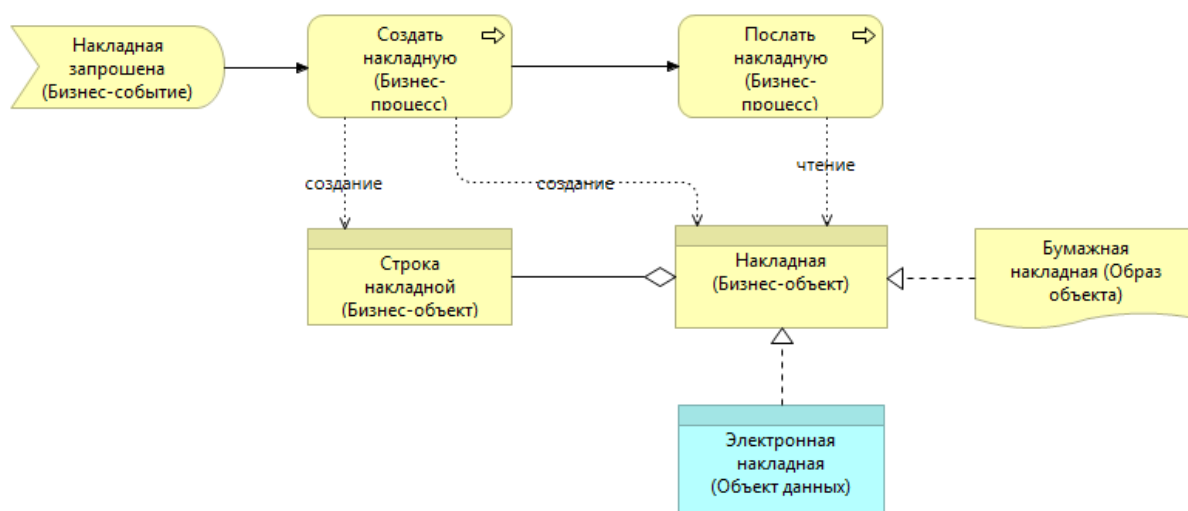 Накладная
запрошена
(Бизнес-событие)
Создать
накладную
(Бизнес-
процесс)
Послать
накладную
(Бизнес-
процесс)
создание
создание
чтение
Строка
накладной
(Бизнес-объект)
Накладная
(Бизнес-объект)
Бумажная
накладная (Образ
объекта)
Электронная
накладная
(Объект данных)